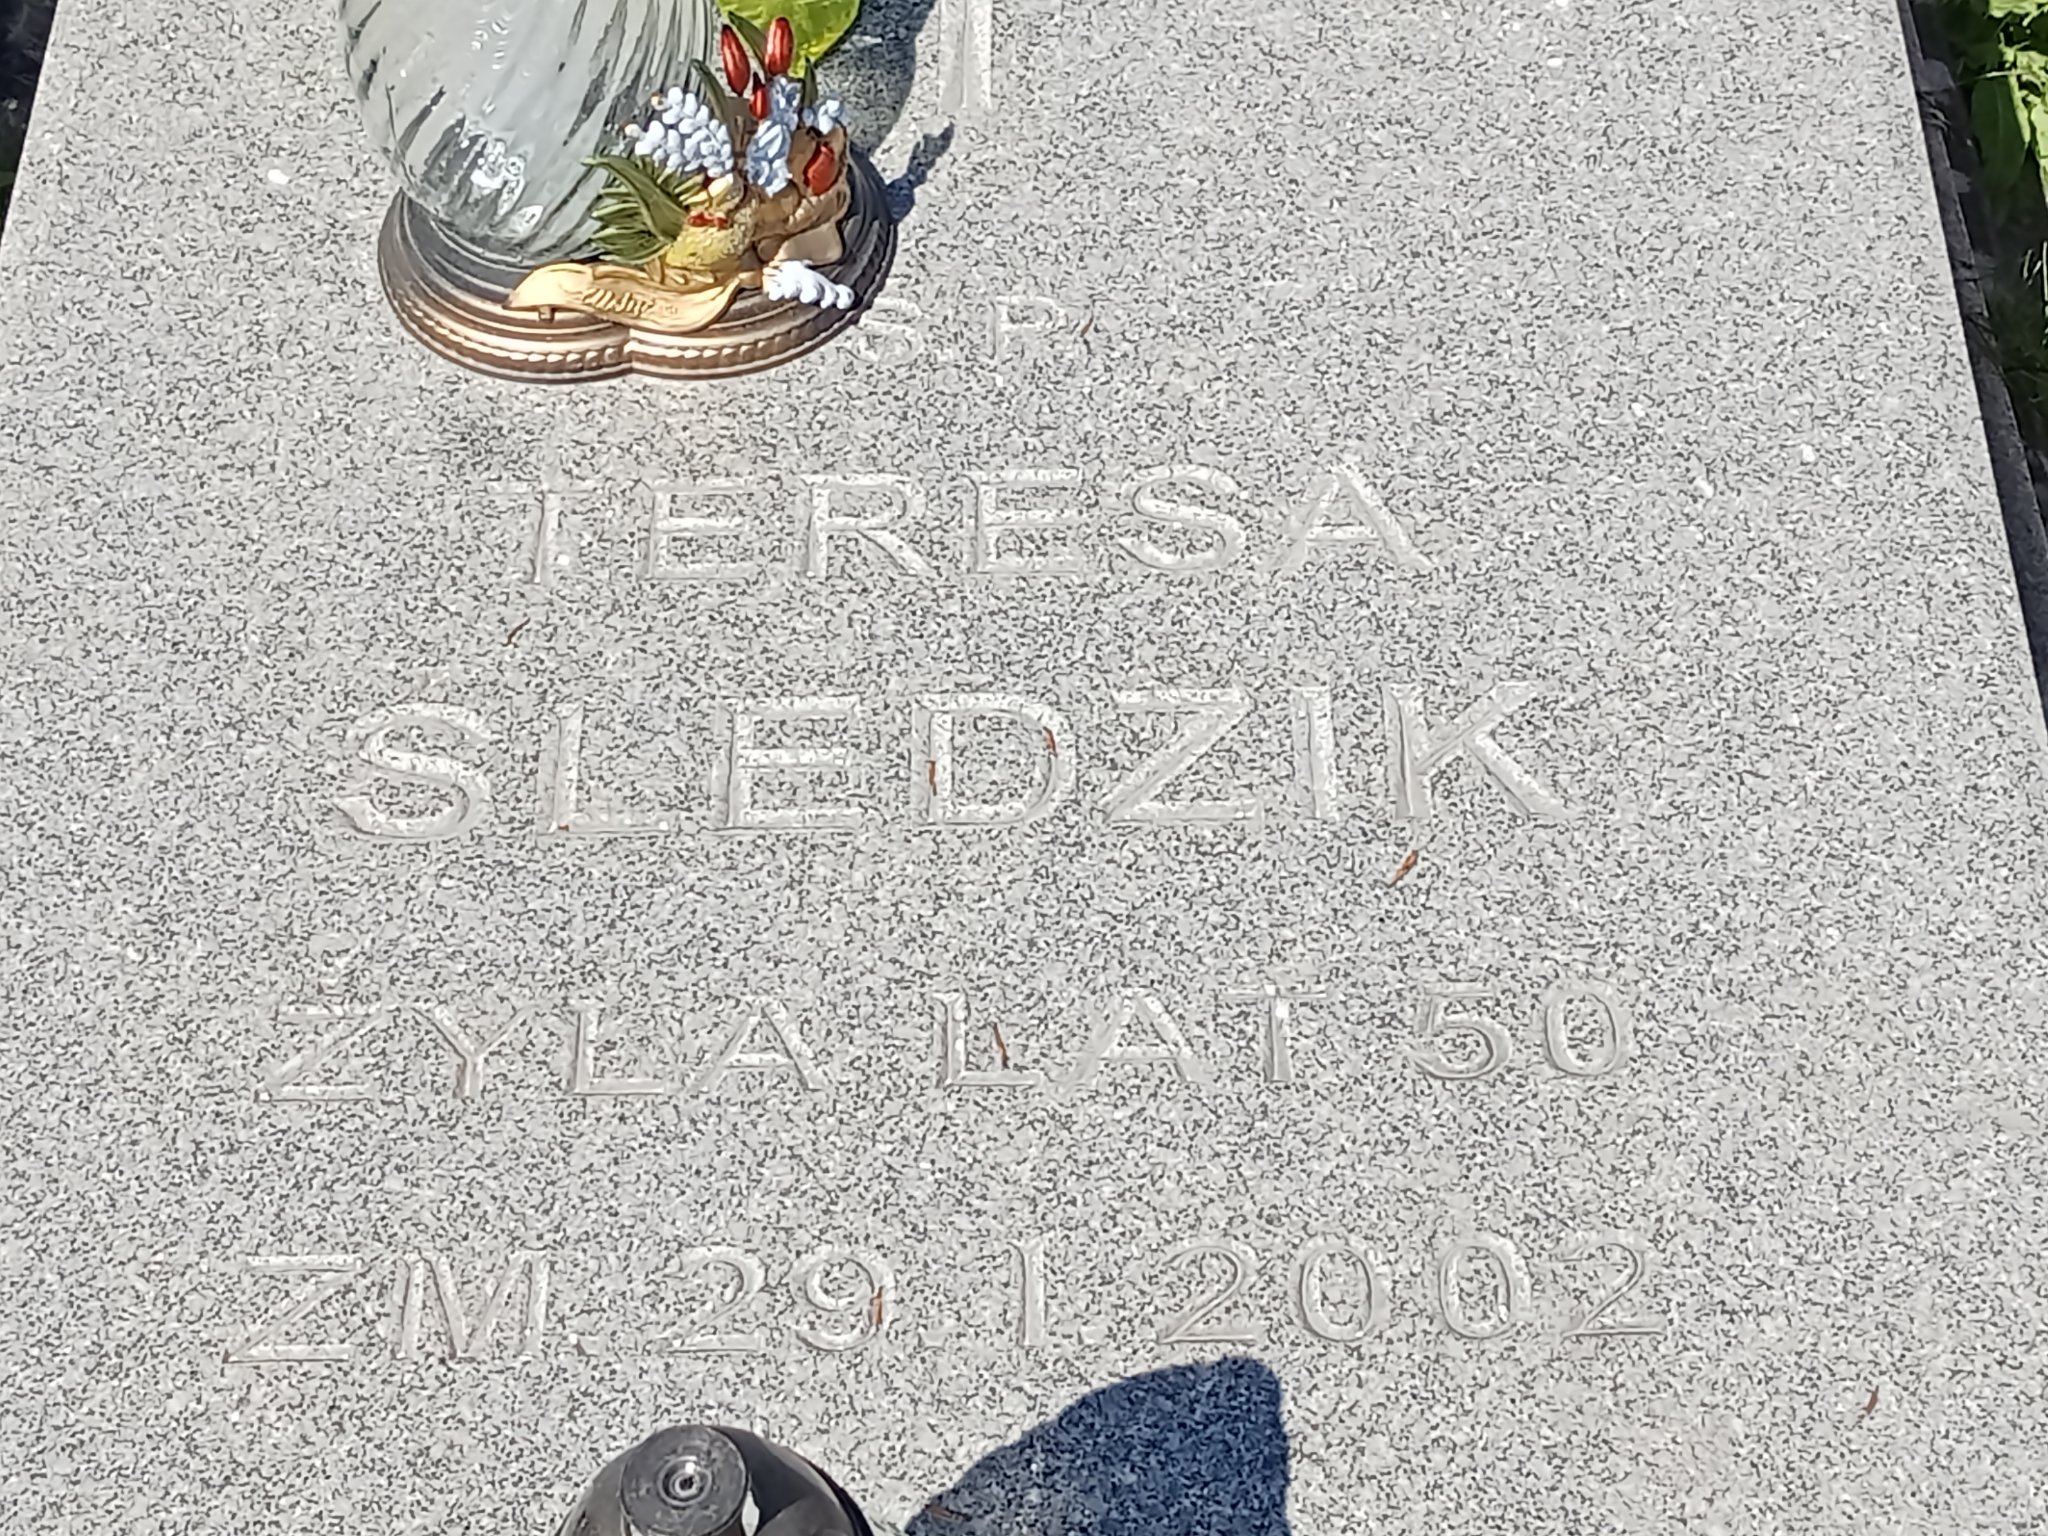 Ś.P.
TERESA
ŚLEDZIK
ŻYŁA LAT 50
ZM. 29.I.2002